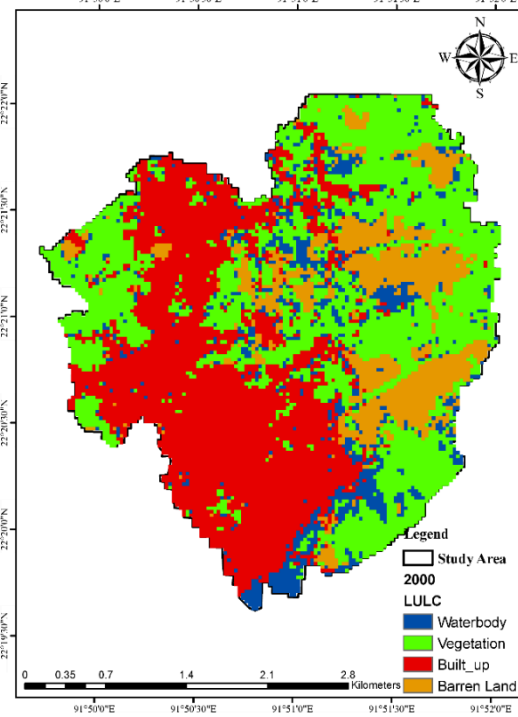 N
W E
S
22°22'0"N
22°21'30"N
22°21'0"N
22°20'30"N
22°20'0"N
22°19'30"N
Legend
Study Area
2000
LULC
Waterbody
Vegetation
Built_up
Barren Land
0 0.35 0.7 1.4 2.1 2.8
Kilometers
91°50'0"E 91°50'30"E 91°51'0"E 91°51'30"E 91°52'0"E